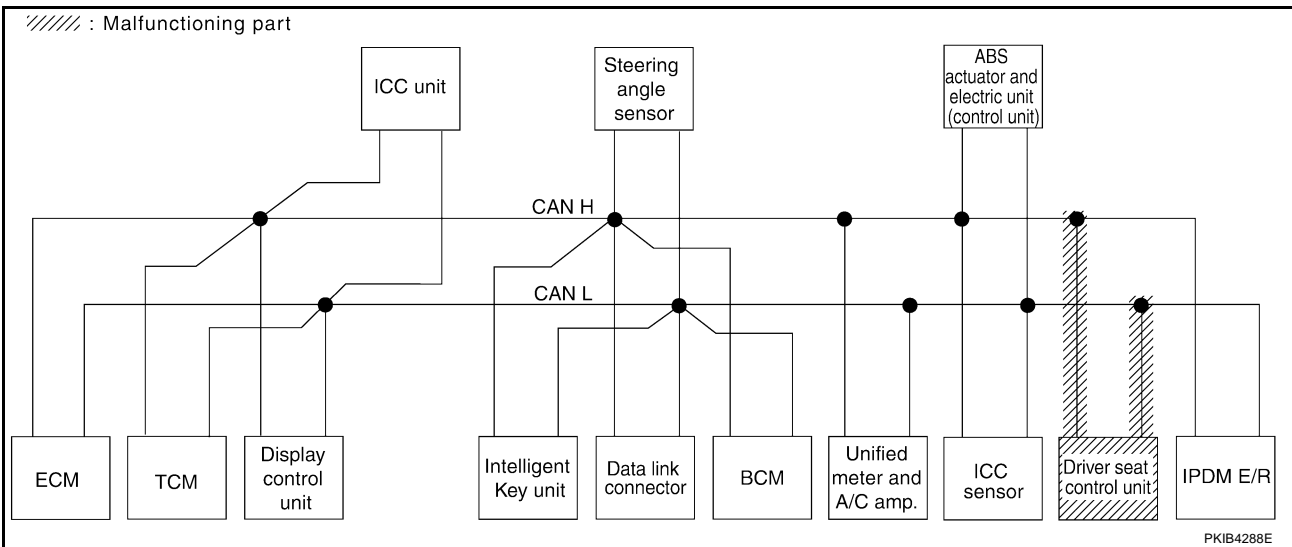 : Malfunctioning part
ICC unit
Steering
angle
sensor
ABS
actuator and
electric unit
(control unit)
CAN H
CAN L
ECM
TCM
Display
control
unit
Intelligent
Key unit
Data link
connector
BCM
Unified
meter and
A/C amp.
ICC
sensor
Driver seat
control unit
IPDM E/R
PKIB4288E